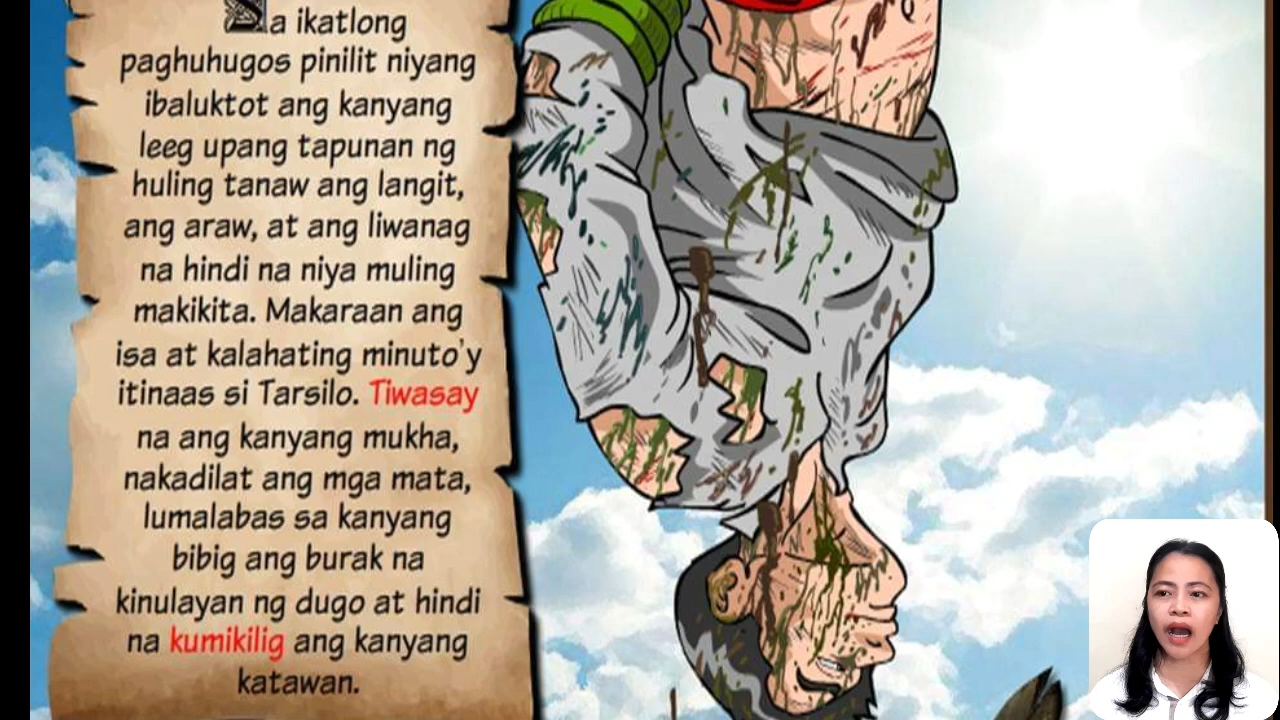 Sa ikatlong
paghuhugos pinilit niyang
ibaluktot ang kanyang
leeg upang tapunan ng
huling tanaw ang langit,
ang araw, at ang liwanag
na hindi na niya muling
makikita. Makaraan ang
isa at kalahating minuto'y
itinaas si Tarsilo. Tiwasay
na ang kanyang mukha,
nakadilat ang mga mata,
lumalabas sa kanyang
bibig ang burak na
kinulayan ng dugo at hindi
na kumikilig ang kanyang
katawan.